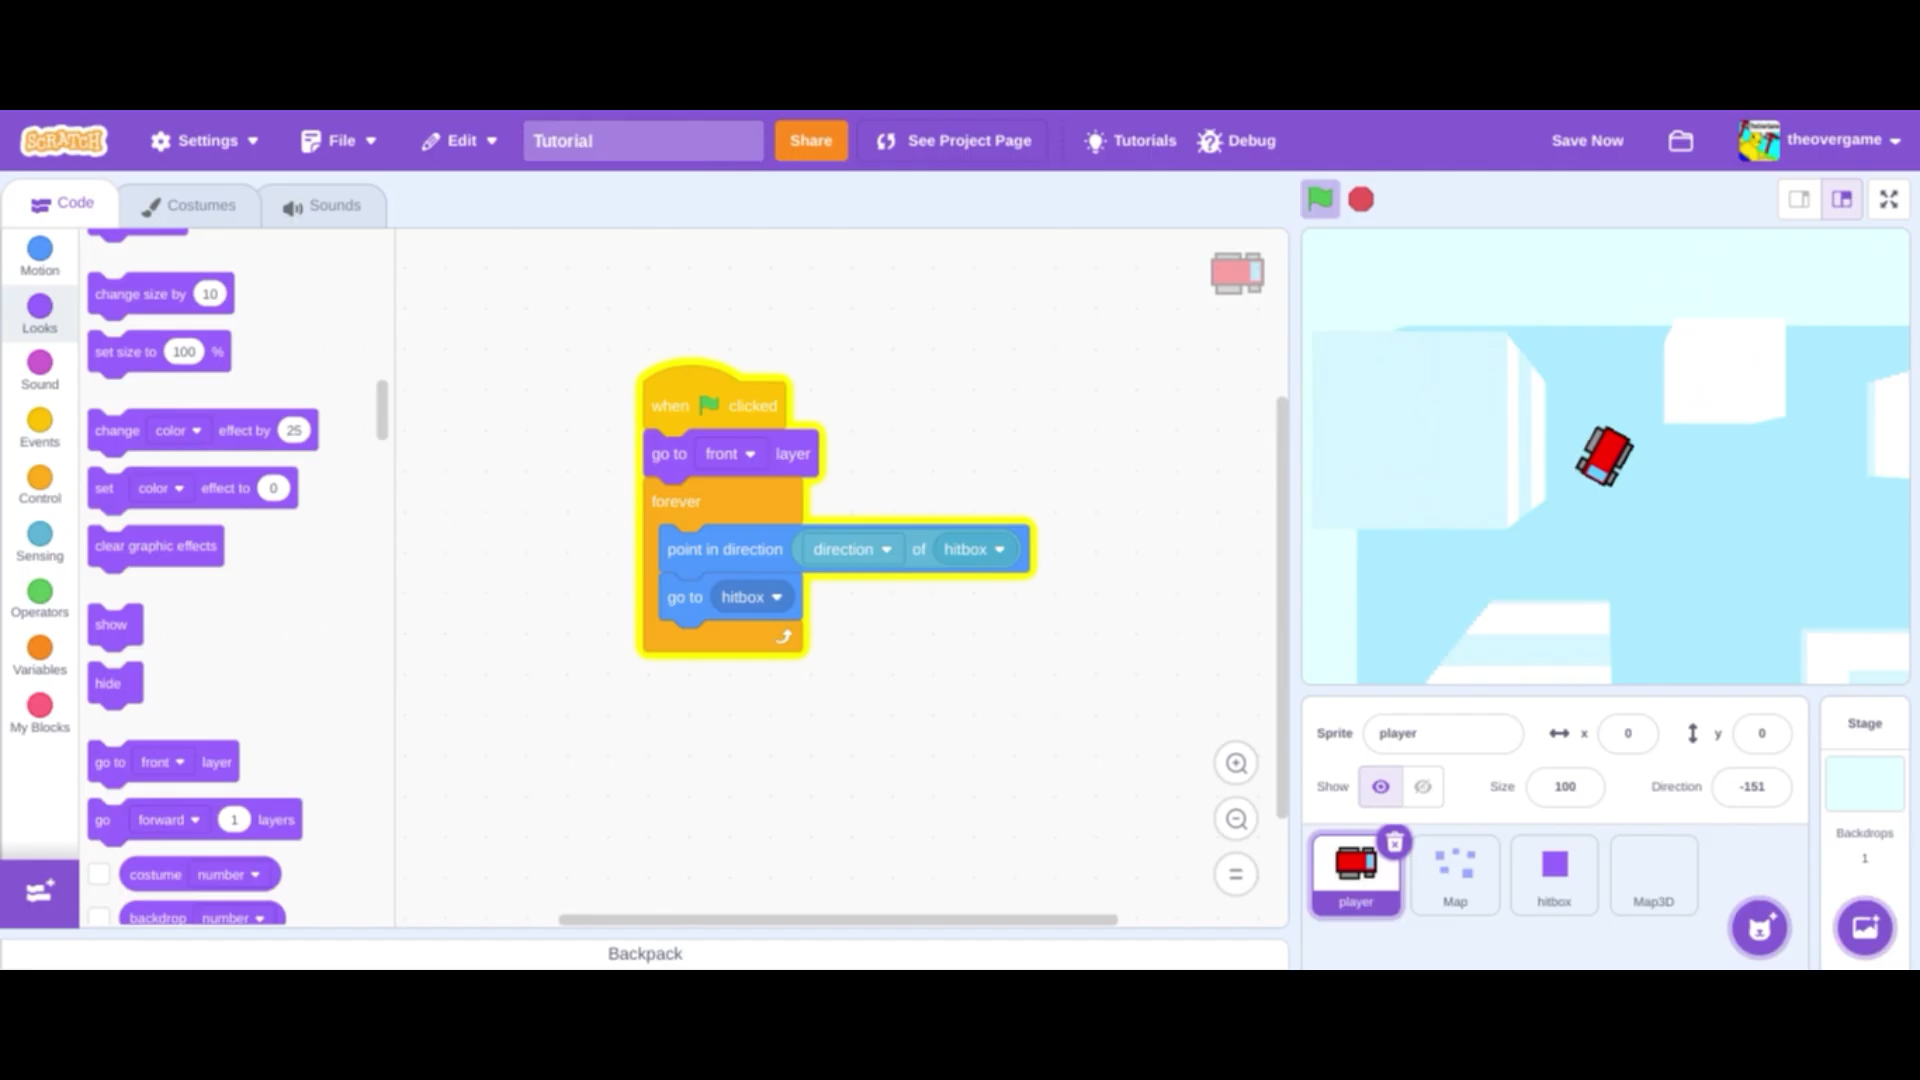 SCRATCH Settings File Edit Tutorial Share See Project Page Tutorials Debug Save Now theovergame
Code Costumes Sounds
Motion
Looks
Sound
Events
Control
Sensing
Operators
Variables
My Blocks
change size by 10
set size to 100 %
change color effect by 25
set color effect to 0
clear graphic effects
show
hide
go to front layer
go forward 1 layers
costume number
backdrop number
when clicked
go to front layer
forever
point in direction direction of hitbox
go to hitbox
Backpack
Sprite player x 0 y 0
Show Size 100 Direction -151
player Map hitbox Map3D
Stage
Backdrops
1